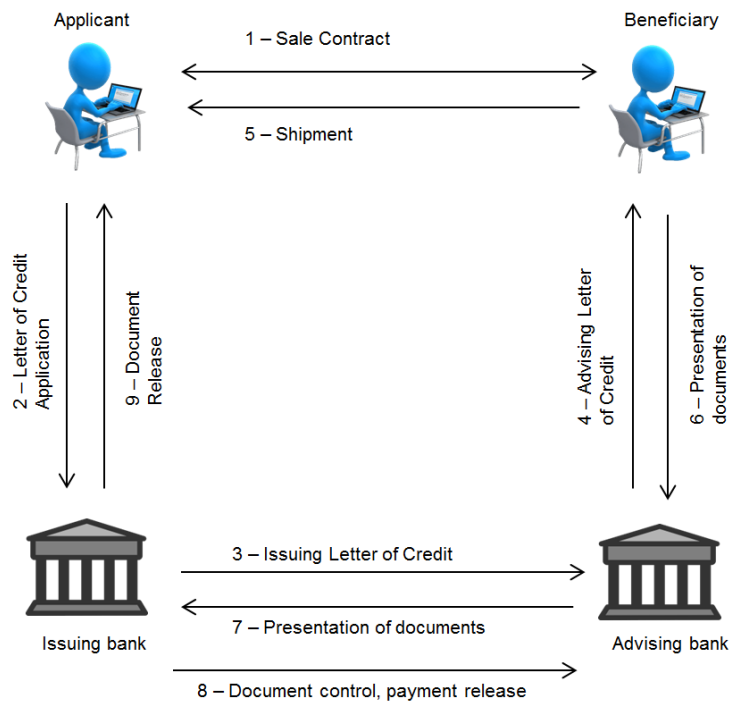 Applicant
Beneficiary
1 – Sale Contract
5 – Shipment
2 – Letter of Credit
Application
9 – Document
Release
4 – Advising Letter
of Credit
6 – Presentation of
documents
3 – Issuing Letter of Credit
7 – Presentation of documents
Issuing bank
Advising bank
8 – Document control, payment release